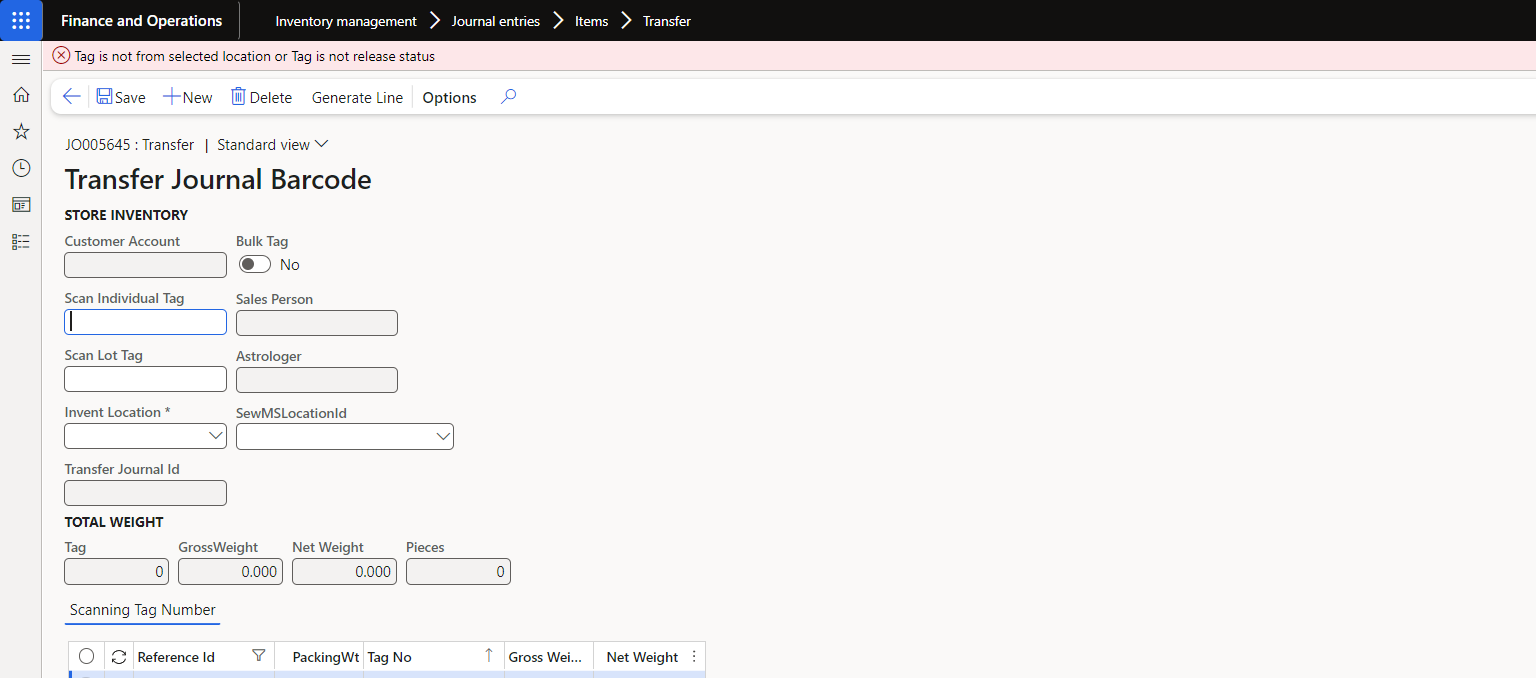 Finance and Operations Inventory management Journal entries Items Transfer
Tag is not from selected location or Tag is not release status
Save New Delete Generate Line Options
JO005645 : Transfer | Standard view
Transfer Journal Barcode
STORE INVENTORY
Customer Account Bulk Tag
No
Scan Individual Tag Sales Person
Scan Lot Tag Astrologer
Invent Location * SewMSLocationId
Transfer Journal Id
TOTAL WEIGHT
Tag GrossWeight Net Weight Pieces
0 0.000 0.000 0
Scanning Tag Number
Reference Id PackingWt Tag No Gross Wei... Net Weight